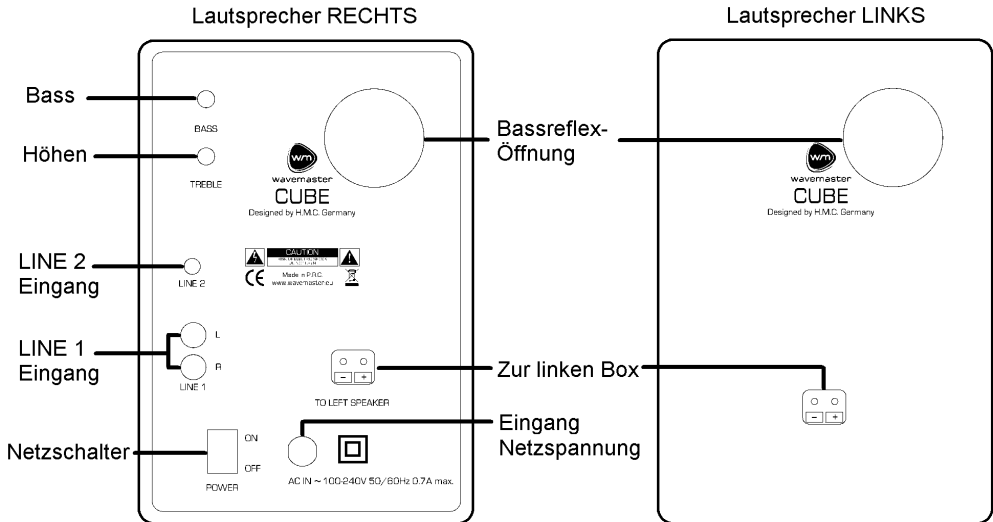 Lautsprecher RECHTS
Lautsprecher LINKS
Bass
BASS
Höhen
TREBLE
wm
wavemaster
CUBE
Designed by H.M.C. Germany
Bassreflex-
Öffnung
wm
wavemaster
CUBE
Designed by H.M.C. Germany
LINE 2
Eingang
LINE 2
CAUTION
CE
Made in P.R.C.
www.wavemaster.eu
LINE 1
Eingang
L
R
LINE 1
- +
TO LEFT SPEAKER
Zur linken Box
- +
Netzschalter
ON
OFF
POWER
Eingang
Netzspannung
AC IN ~ 100-240V 50/60Hz 0.7A max.